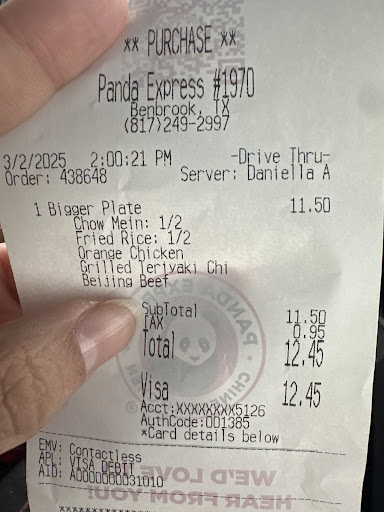 ** PURCHASE **
Panda Express #1970
Benbrook, TX
(817)249-2997
3/2/2025 2:00:21 PM -Drive Thru-
Order: 438648 Server: Daniella A
1 Bigger Plate 11.50
Chow Mein: 1/2
Fried Rice: 1/2
Orange Chicken
Grilled Teriyaki Chi
Beijing Beef
SubTotal 11.50
TAX 0.95
Total 12.45
Visa 12.45
Acct:XXXXXXXX5126
AuthCode:001385
*Card details below
EMV: Contactless
APL: VISA DEBIT
AID: A0000000031010
WE'D LOVE
HEAR FROM YOU!